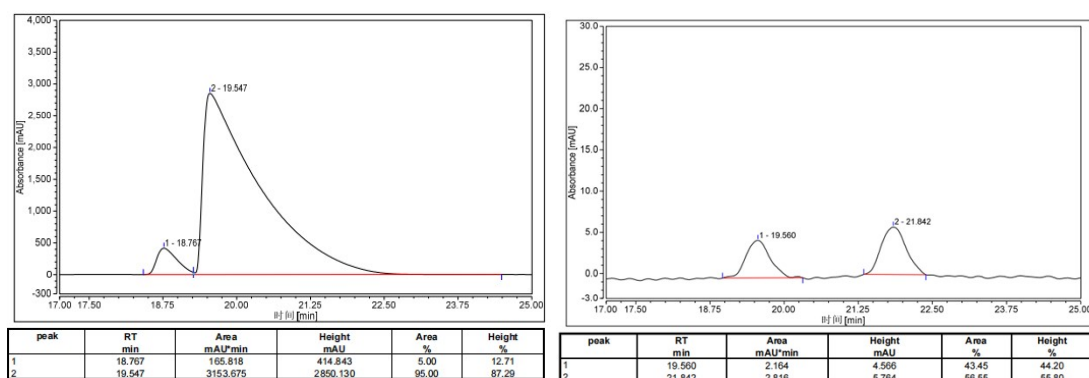 4,000
3,500
3,000
2,500
2,000
1,500
1,000
500
0
-300
Absorbance [mAU]
1 - 18.767
2 - 19.547
17.00 17.50 18.75 20.00 21.25 22.50 23.75 25.00
时间 [min]
peak RT Area Height Area Height
min mAU*min mAU % %
1 18.767 165.818 414.843 5.00 12.71
2 19.547 3153.675 2850.130 95.00 87.29
30.0
25.0
20.0
15.0
10.0
5.0
0.0
-3.0
Absorbance [mAU]
1 - 19.560
2 - 21.842
17.00 17.50 18.75 20.00 21.25 22.50 23.75 25.00
时间 [min]
peak RT Area Height Area Height
min mAU*min mAU % %
1 19.560 2.164 4.566 43.45 44.20
2 21.842 2.816 5.764 56.55 55.80